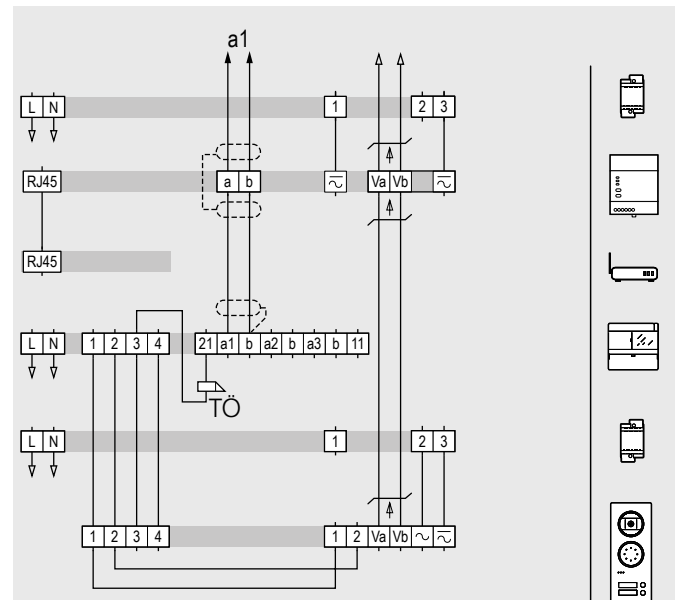 a1
L N 1 2 3
RJ45 a b Va Vb
RJ45
L N 1 2 3 4 21 a1 b a2 b a3 b 11
TÖ
L N 1 2 3
1 2 3 4 1 2 Va Vb ~